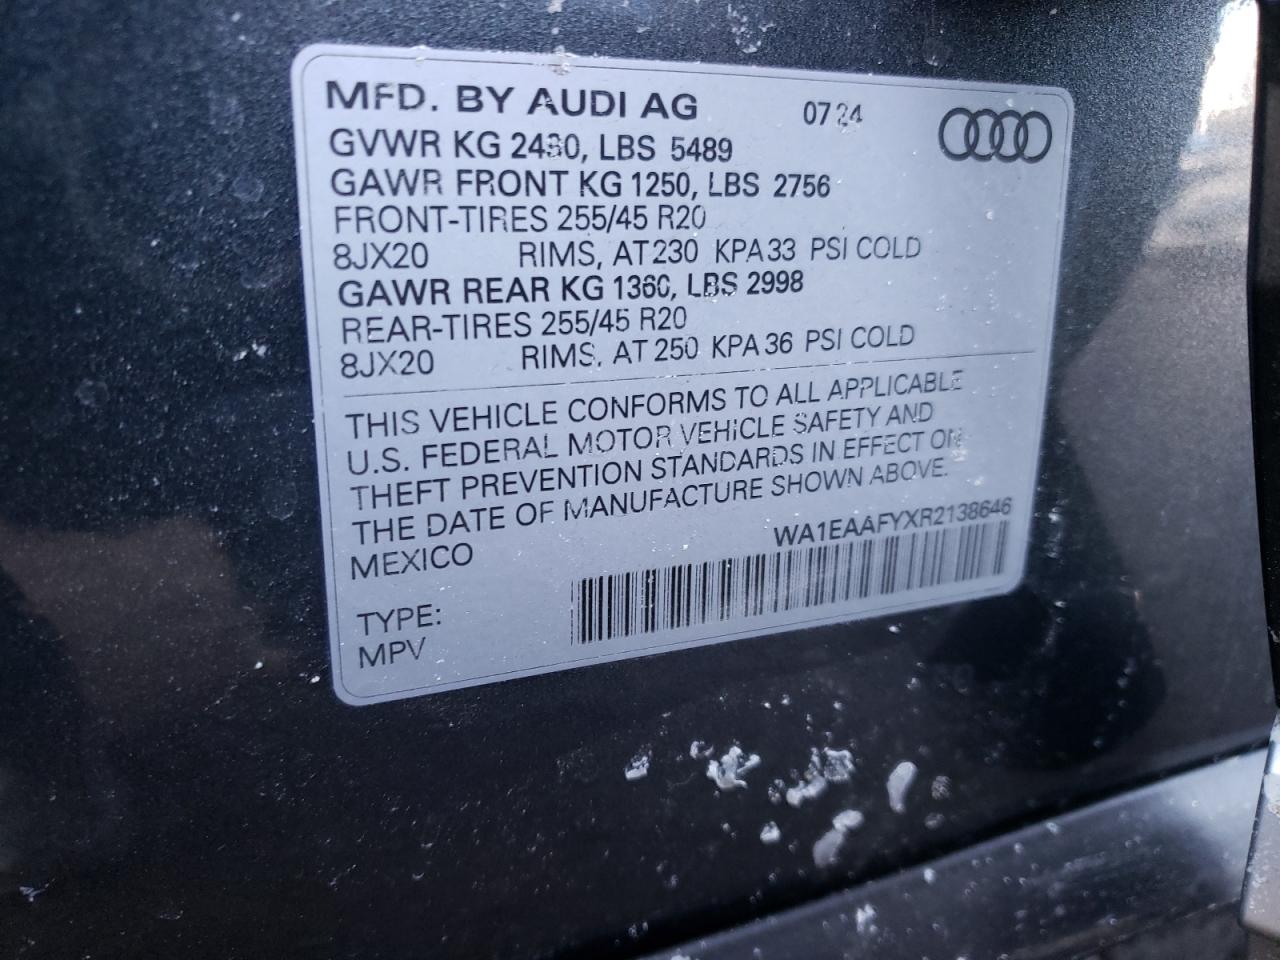 MFD. BY AUDI AG 07 24
GVWR KG 2490, LBS 5489
GAWR FRONT KG 1250, LBS 2756
FRONT-TIRES 255/45 R20
8JX20 RIMS, AT 230 KPA 33 PSI COLD
GAWR REAR KG 1360, LBS 2998
REAR-TIRES 255/45 R20
8JX20 RIMS, AT 250 KPA 36 PSI COLD
THIS VEHICLE CONFORMS TO ALL APPLICABLE
U.S. FEDERAL MOTOR VEHICLE SAFETY AND
THEFT PREVENTION STANDARDS IN EFFECT ON
THE DATE OF MANUFACTURE SHOWN ABOVE.
MEXICO
WA1EAAFYXR2138646
TYPE:
MPV